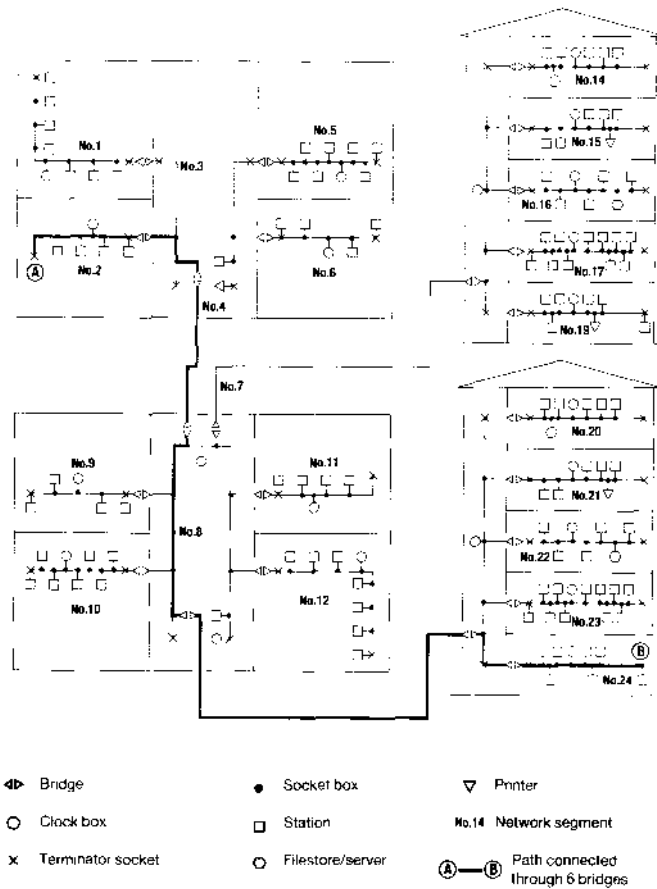 No.14
No.5
No.15
No.1
No.3
No.16
No.2
No.6
No.17
No.4
No.19
No.7
No.20
No.9
No.11
No.21
No.8
No.22
No.10
No.12
No.23
A
B
No.24
Bridge
Socket box
Printer
Clock box
Station
No.14 Network segment
Terminator socket
Filestore/server
A B Path connected
through 6 bridges